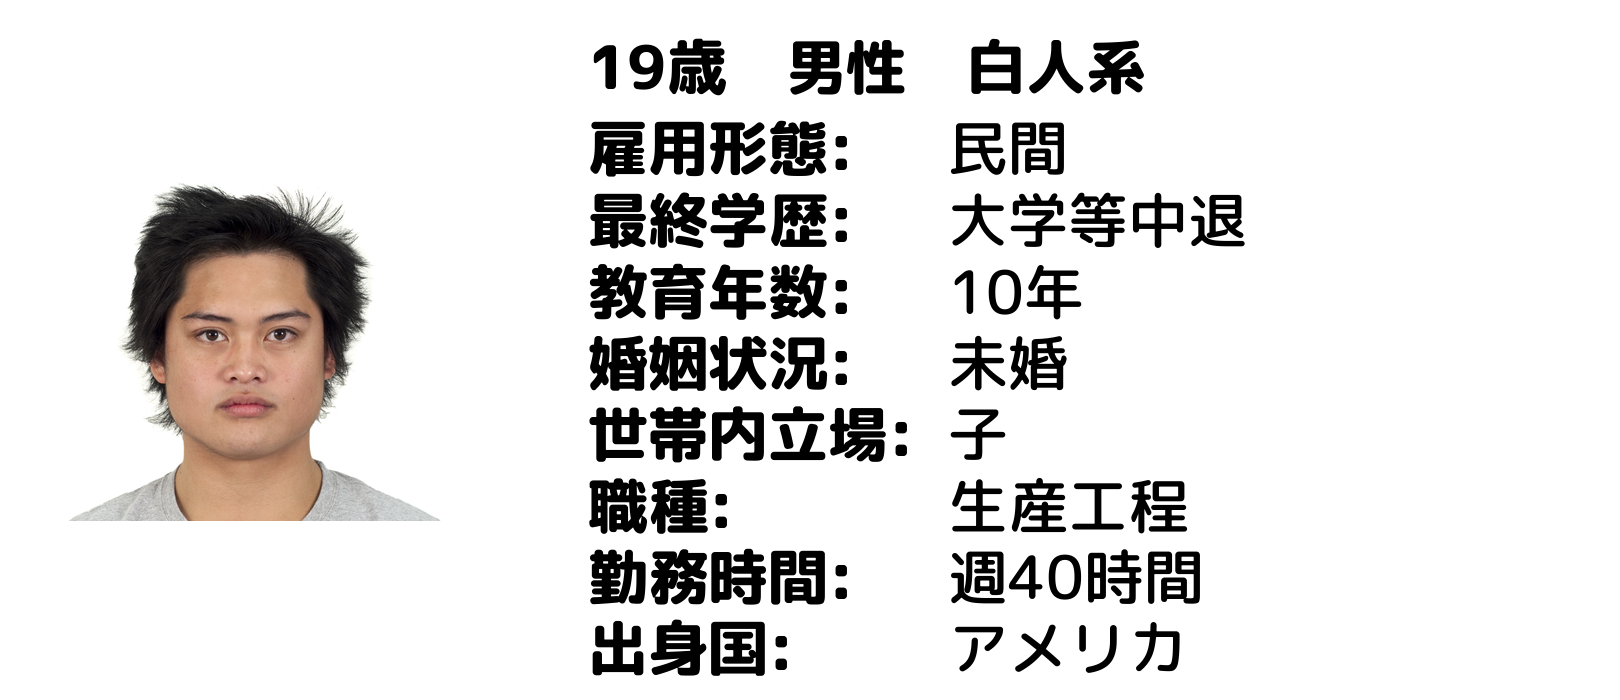 19歳　男性　白人系
雇用形態:　民間
最終学歴:　大学等中退
教育年数:　10年
婚姻状況:　未婚
世帯内立場:　子
職種:　生産工程
勤務時間:　週40時間
出身国:　アメリカ